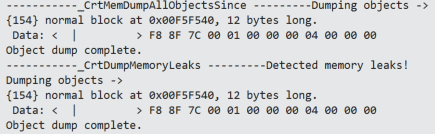 -----------_CrtMemDumpAllObjectsSince ---------Dumping objects ->
{154} normal block at 0x00F5F540, 12 bytes long.
 Data: <  |         > F8 8F 7C 00 01 00 00 00 04 00 00 00
Object dump complete.
-----------_CrtDumpMemoryLeaks ---------Detected memory leaks!
Dumping objects ->
{154} normal block at 0x00F5F540, 12 bytes long.
 Data: <  |         > F8 8F 7C 00 01 00 00 00 04 00 00 00
Object dump complete.